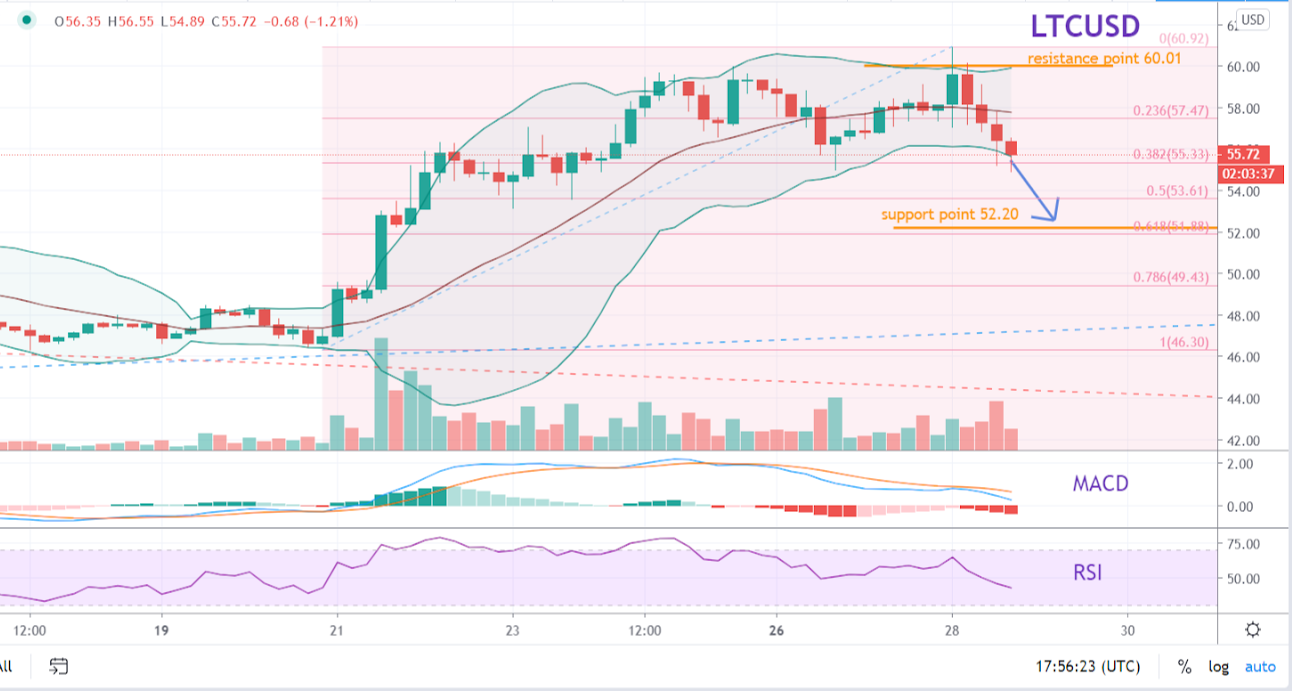 O56.35 H56.55 L54.89 C55.72 −0.68 (−1.21%)
LTCUSD
USD
0(60.92)
resistance point 60.01
60.00
58.00
0.236(57.47)
0.382(55.33)
55.72
02:03:37
54.00
0.5(53.61)
support point 52.20
0.618(51.88)
52.00
0.786(49.43)
50.00
48.00
1(46.30)
46.00
44.00
42.00
2.00
MACD
0.00
75.00
RSI
50.00
12:00 19 21 23 12:00 26 28 30
17:56:23 (UTC) % log auto